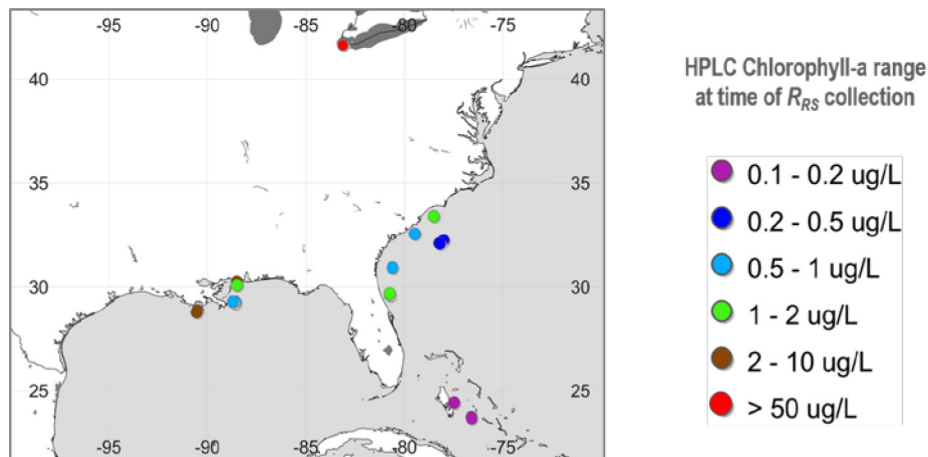 -95 -90 -85 -80 -75
40 40
35 35
30 30
25 25
-95 -90 -85 -80 -75
HPLC Chlorophyll-a range
at time of RRS collection
0.1 - 0.2 ug/L
0.2 - 0.5 ug/L
0.5 - 1 ug/L
1 - 2 ug/L
2 - 10 ug/L
> 50 ug/L